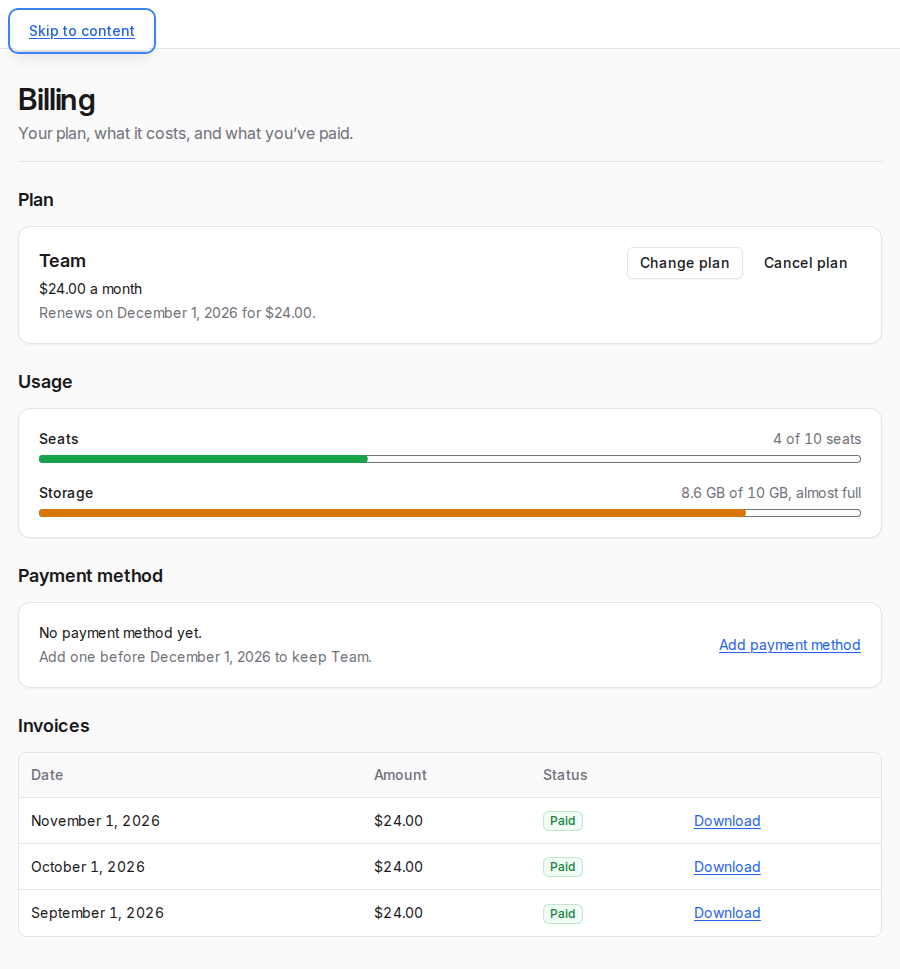 Skip to content
Billing
Your plan, what it costs, and what you’ve paid.
Plan
Team
Change plan
Cancel plan
$24.00 a month
Renews on December 1, 2026 for $24.00.
Usage
Seats
4 of 10 seats
Storage
8.6 GB of 10 GB, almost full
Payment method
No payment method yet.
Add one before December 1, 2026 to keep Team.
Add payment method
Invoices
Date Amount Status
November 1, 2026 $24.00 Paid Download
October 1, 2026 $24.00 Paid Download
September 1, 2026 $24.00 Paid Download